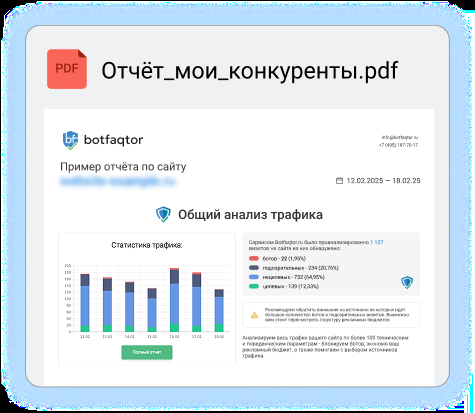 PDF
Отчёт_мои_конкуренты.pdf
bf botfaqtor
info@botfaqtor.ru
+7 (495) 187-70-17
Пример отчёта по сайту
12.02.2025 — 18.02.25
Общий анализ трафика
Статистика трафика:
200
180
160
140
120
100
80
60
40
20
0
12.02 13.02 14.02 15.02 16.02 17.02 18.02
Полный отчет
Сервисом Botfaqtor.ru было проанализировано 1 127
визитов на сайте из них обнаружено:
ботов - 22 (1,95%)
подозрительных - 234 (20,76%)
нецелевых - 732 (64,95%)
целевых - 139 (12,33%)
Рекомендуем обратить внимание на источники из которых идет
большое количество ботов и подозрительных визитов. Возможно
вам стоит пересмотреть структуру рекламных бюджетов.
Анализируем весь трафик вашего сайта по более 100 техническим
и поведенческим параметрам - блокируем ботов, экономя ваш
рекламный бюджет, а также помогаем с выбором источников
трафика.